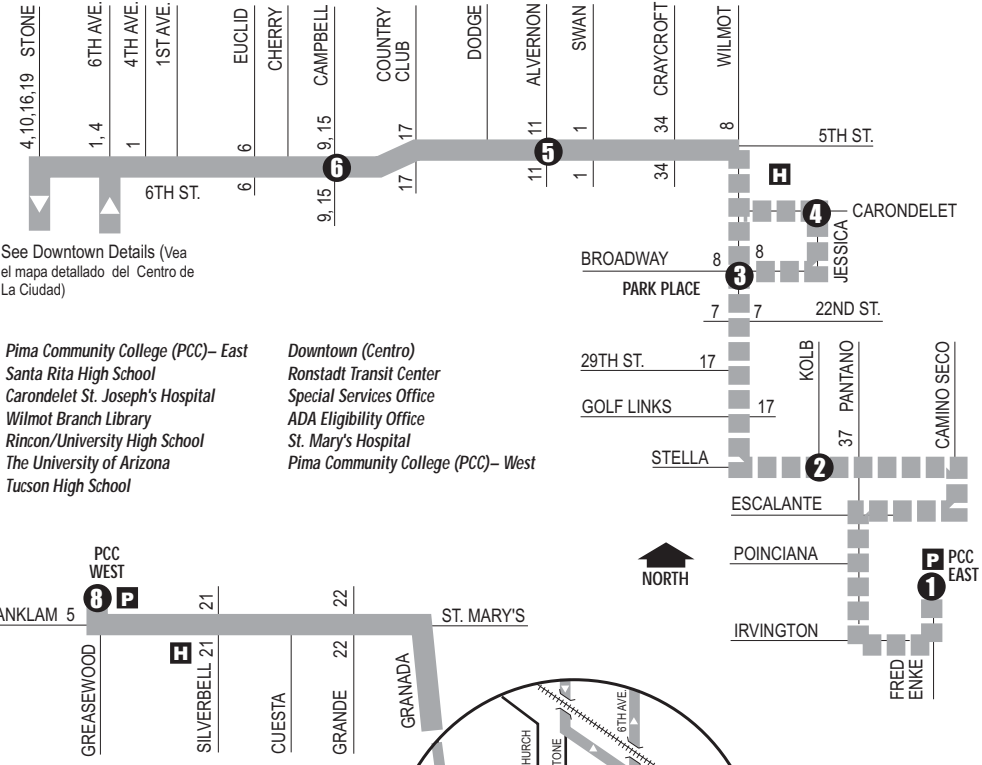 4,10,16,19 STONE
1, 4 6TH AVE.
1 4TH AVE.
1ST AVE.
6 EUCLID
CHERRY
9, 15 CAMPBELL
17 COUNTRY
CLUB
DODGE
11 ALVERNON
1 SWAN
34 CRAYCROFT
8 WILMOT
5TH ST.
6TH ST.
6
6
9, 15
17
5
11
1
34
H
4 CARONDELET
JESSICA
BROADWAY 8 8
3
PARK PLACE
7 7 22ND ST.
29TH ST. 17
GOLF LINKS 17
KOLB
37 PANTANO
CAMINO SECO
STELLA
2
ESCALANTE
POINCIANA
P PCC
EAST
1
IRVINGTON
FRED
ENKE
NORTH
See Downtown Details (Vea
el mapa detallado del Centro de
La Ciudad)
Pima Community College (PCC)– East
Santa Rita High School
Carondelet St. Joseph's Hospital
Wilmot Branch Library
Rincon/University High School
The University of Arizona
Tucson High School
Downtown (Centro)
Ronstadt Transit Center
Special Services Office
ADA Eligibility Office
St. Mary's Hospital
Pima Community College (PCC)– West
PCC
WEST
8 P
ANKLAM 5
21
22
ST. MARY'S
GREASEWOOD
H
SILVERBELL 21
CUESTA
GRANDE 22
GRANADA
HURCH
TONE
6TH AVE.